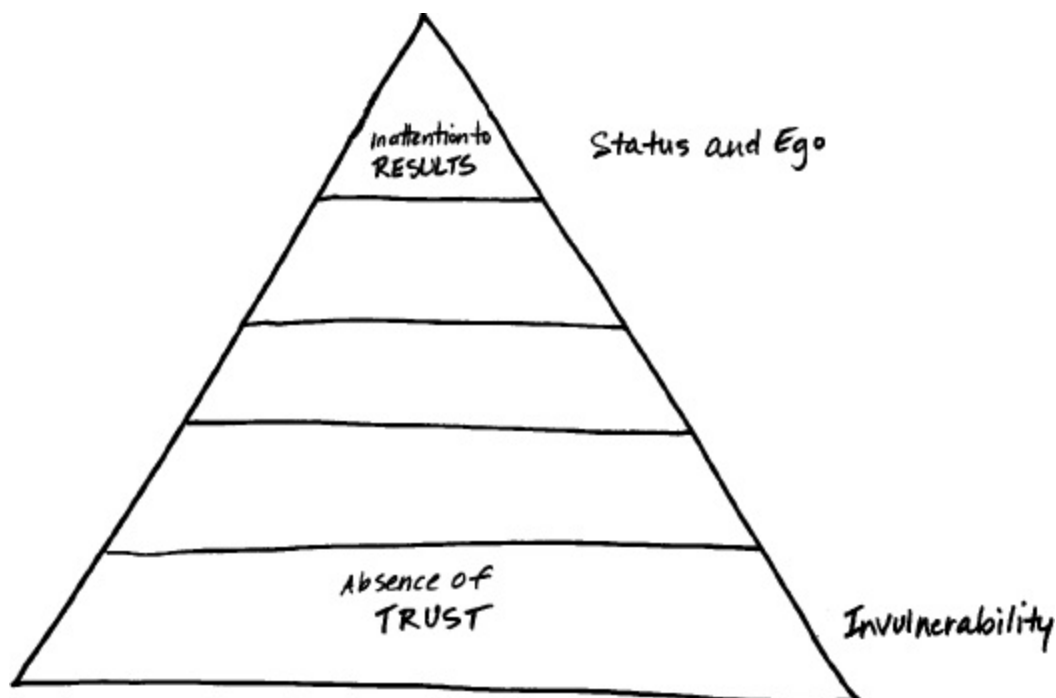 Inattention to
RESULTS
Status and Ego
Absence of
TRUST
Invulnerability